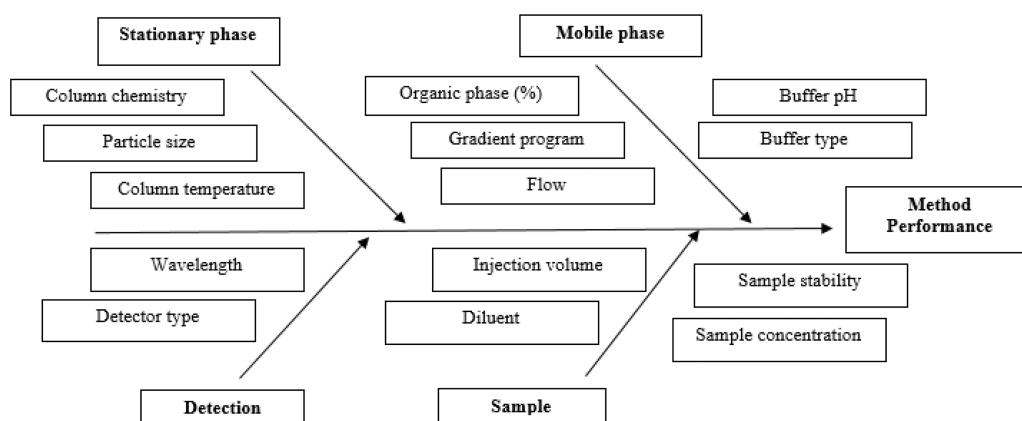 Stationary phase
Mobile phase
Column chemistry
Organic phase (%)
Buffer pH
Particle size
Gradient program
Buffer type
Column temperature
Flow
Method
Performance
Wavelength
Injection volume
Sample stability
Detector type
Diluent
Sample concentration
Detection
Sample